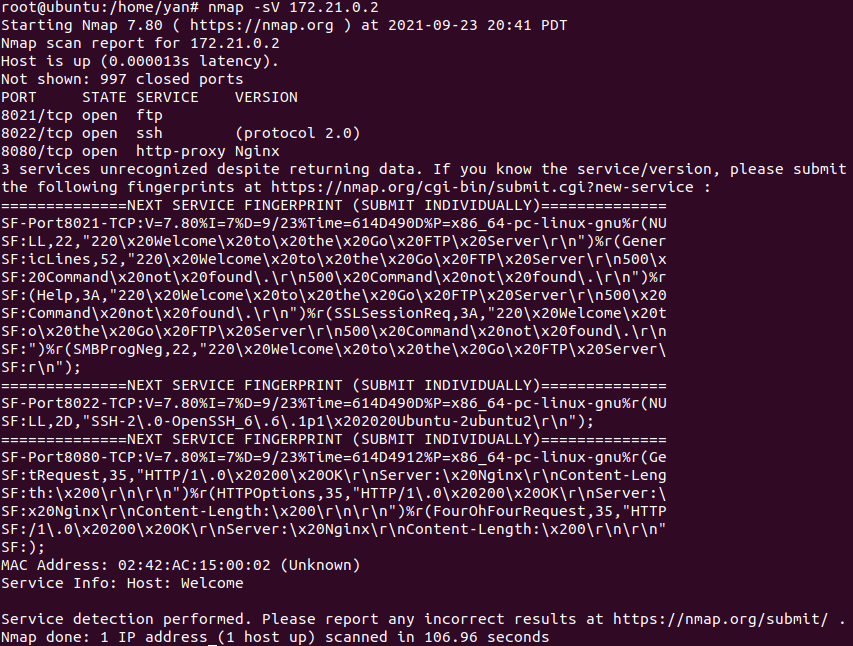 root@ubuntu:/home/yan# nmap -sV 172.21.0.2
Starting Nmap 7.80 ( https://nmap.org ) at 2021-09-23 20:41 PDT
Nmap scan report for 172.21.0.2
Host is up (0.000013s latency).
Not shown: 997 closed ports
PORT     STATE SERVICE    VERSION
8021/tcp open  ftp
8022/tcp open  ssh        (protocol 2.0)
8080/tcp open  http-proxy Nginx
3 services unrecognized despite returning data. If you know the service/version, please submit
the following fingerprints at https://nmap.org/cgi-bin/submit.cgi?new-service :
==============NEXT SERVICE FINGERPRINT (SUBMIT INDIVIDUALLY)==============
SF-Port8021-TCP:V=7.80%I=7%D=9/23%Time=614D490D%P=x86_64-pc-linux-gnu%r(NU
SF:LL,22,"220\x20Welcome\x20to\x20the\x20Go\x20FTP\x20Server\r\n")%r(Gener
SF:icLines,52,"220\x20Welcome\x20to\x20the\x20Go\x20FTP\x20Server\r\n500\x
SF:20Command\x20not\x20found\.\r\n500\x20Command\x20not\x20found\.\r\n")%r
SF:(Help,3A,"220\x20Welcome\x20to\x20the\x20Go\x20FTP\x20Server\r\n500\x20
SF:Command\x20not\x20found\.\r\n")%r(SSLSessionReq,3A,"220\x20Welcome\x20t
SF:o\x20the\x20Go\x20FTP\x20Server\r\n500\x20Command\x20not\x20found\.\r\n
SF:")%r(SMBProgNeg,22,"220\x20Welcome\x20to\x20the\x20Go\x20FTP\x20Server\
SF:r\n");
==============NEXT SERVICE FINGERPRINT (SUBMIT INDIVIDUALLY)==============
SF-Port8022-TCP:V=7.80%I=7%D=9/23%Time=614D490D%P=x86_64-pc-linux-gnu%r(NU
SF:LL,2D,"SSH-2\.0-OpenSSH_6\.6\.1p1\x202020Ubuntu-2ubuntu2\r\n");
==============NEXT SERVICE FINGERPRINT (SUBMIT INDIVIDUALLY)==============
SF-Port8080-TCP:V=7.80%I=7%D=9/23%Time=614D4912%P=x86_64-pc-linux-gnu%r(Ge
SF:tRequest,35,"HTTP/1\.0\x20200\x20OK\r\nServer:\x20Nginx\r\nContent-Leng
SF:th:\x200\r\n\r\n")%r(HTTPOptions,35,"HTTP/1\.0\x20200\x20OK\r\nServer:\
SF:x20Nginx\r\nContent-Length:\x200\r\n\r\n")%r(FourOhFourRequest,35,"HTTP
SF:/1\.0\x20200\x20OK\r\nServer:\x20Nginx\r\nContent-Length:\x200\r\n\r\n"
SF:);
MAC Address: 02:42:AC:15:00:02 (Unknown)
Service Info: Host: Welcome

Service detection performed. Please report any incorrect results at https://nmap.org/submit/ .
Nmap done: 1 IP address (1 host up) scanned in 106.96 seconds